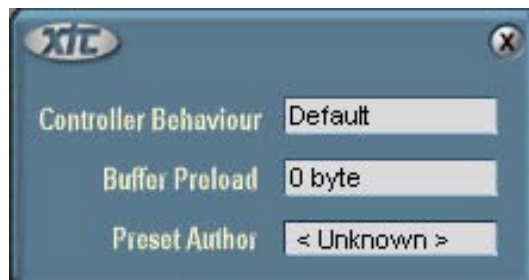 XTC
X
Controller Behaviour Default
Buffer Preload 0 byte
Preset Author < Unknown >